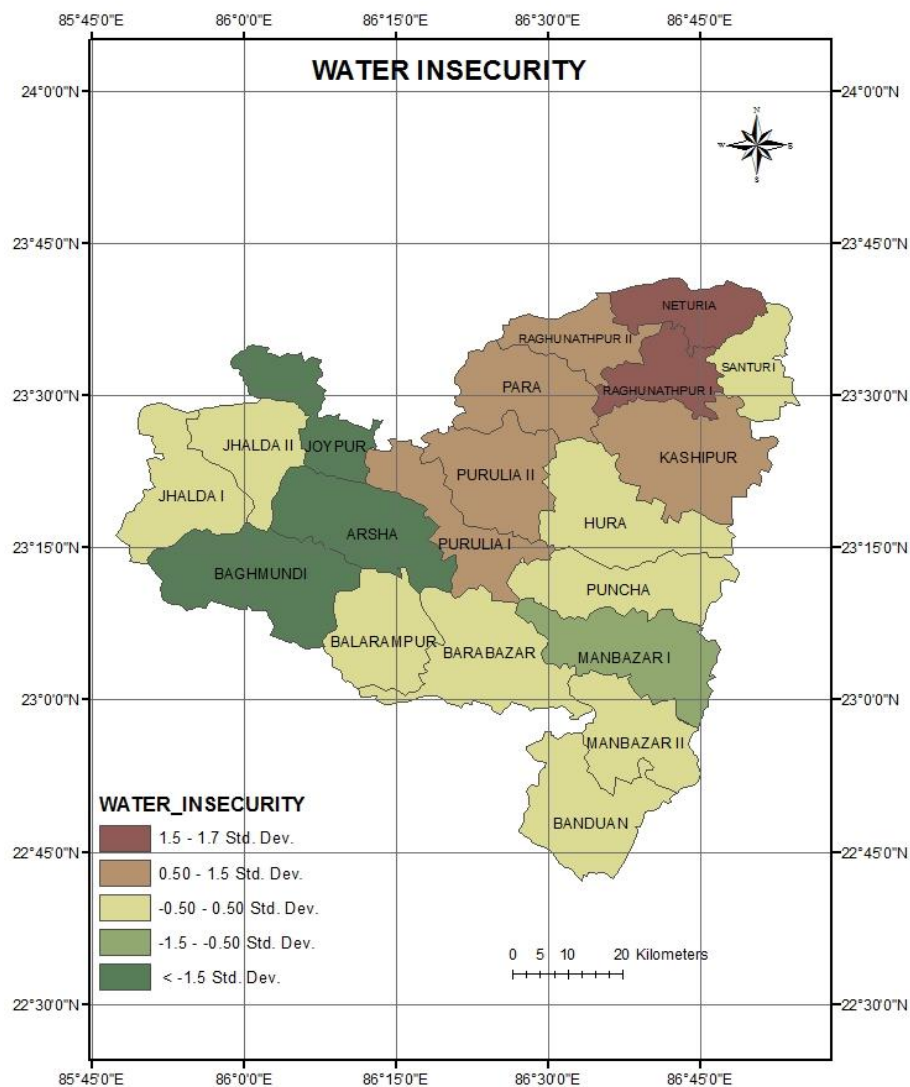 85°45'0"E 86°0'0"E 86°15'0"E 86°30'0"E 86°45'0"E
WATER INSECURITY
24°0'0"N 24°0'0"N
N
W E
S
23°45'0"N 23°45'0"N
NETURIA
RAGHUNATHPUR II
SANTURI
PARA
RAGHUNATHPUR I
23°30'0"N 23°30'0"N
JHALDA II JOYPUR
KASHIPUR
PURULIA II
JHALDA I
HURA
ARSHA
PURULIA I
23°15'0"N 23°15'0"N
BAGHMUNDI
PUNCHA
BALARAMPUR
BARABAZAR
MANBAZAR I
23°0'0"N 23°0'0"N
MANBAZAR II
WATER_INSECURITY
BANDUAN
1.5 - 1.7 Std. Dev.
22°45'0"N 22°45'0"N
0.50 - 1.5 Std. Dev.
-0.50 - 0.50 Std. Dev.
-1.5 - -0.50 Std. Dev.
0 5 10 20 Kilometers
< -1.5 Std. Dev.
22°30'0"N 22°30'0"N
85°45'0"E 86°0'0"E 86°15'0"E 86°30'0"E 86°45'0"E